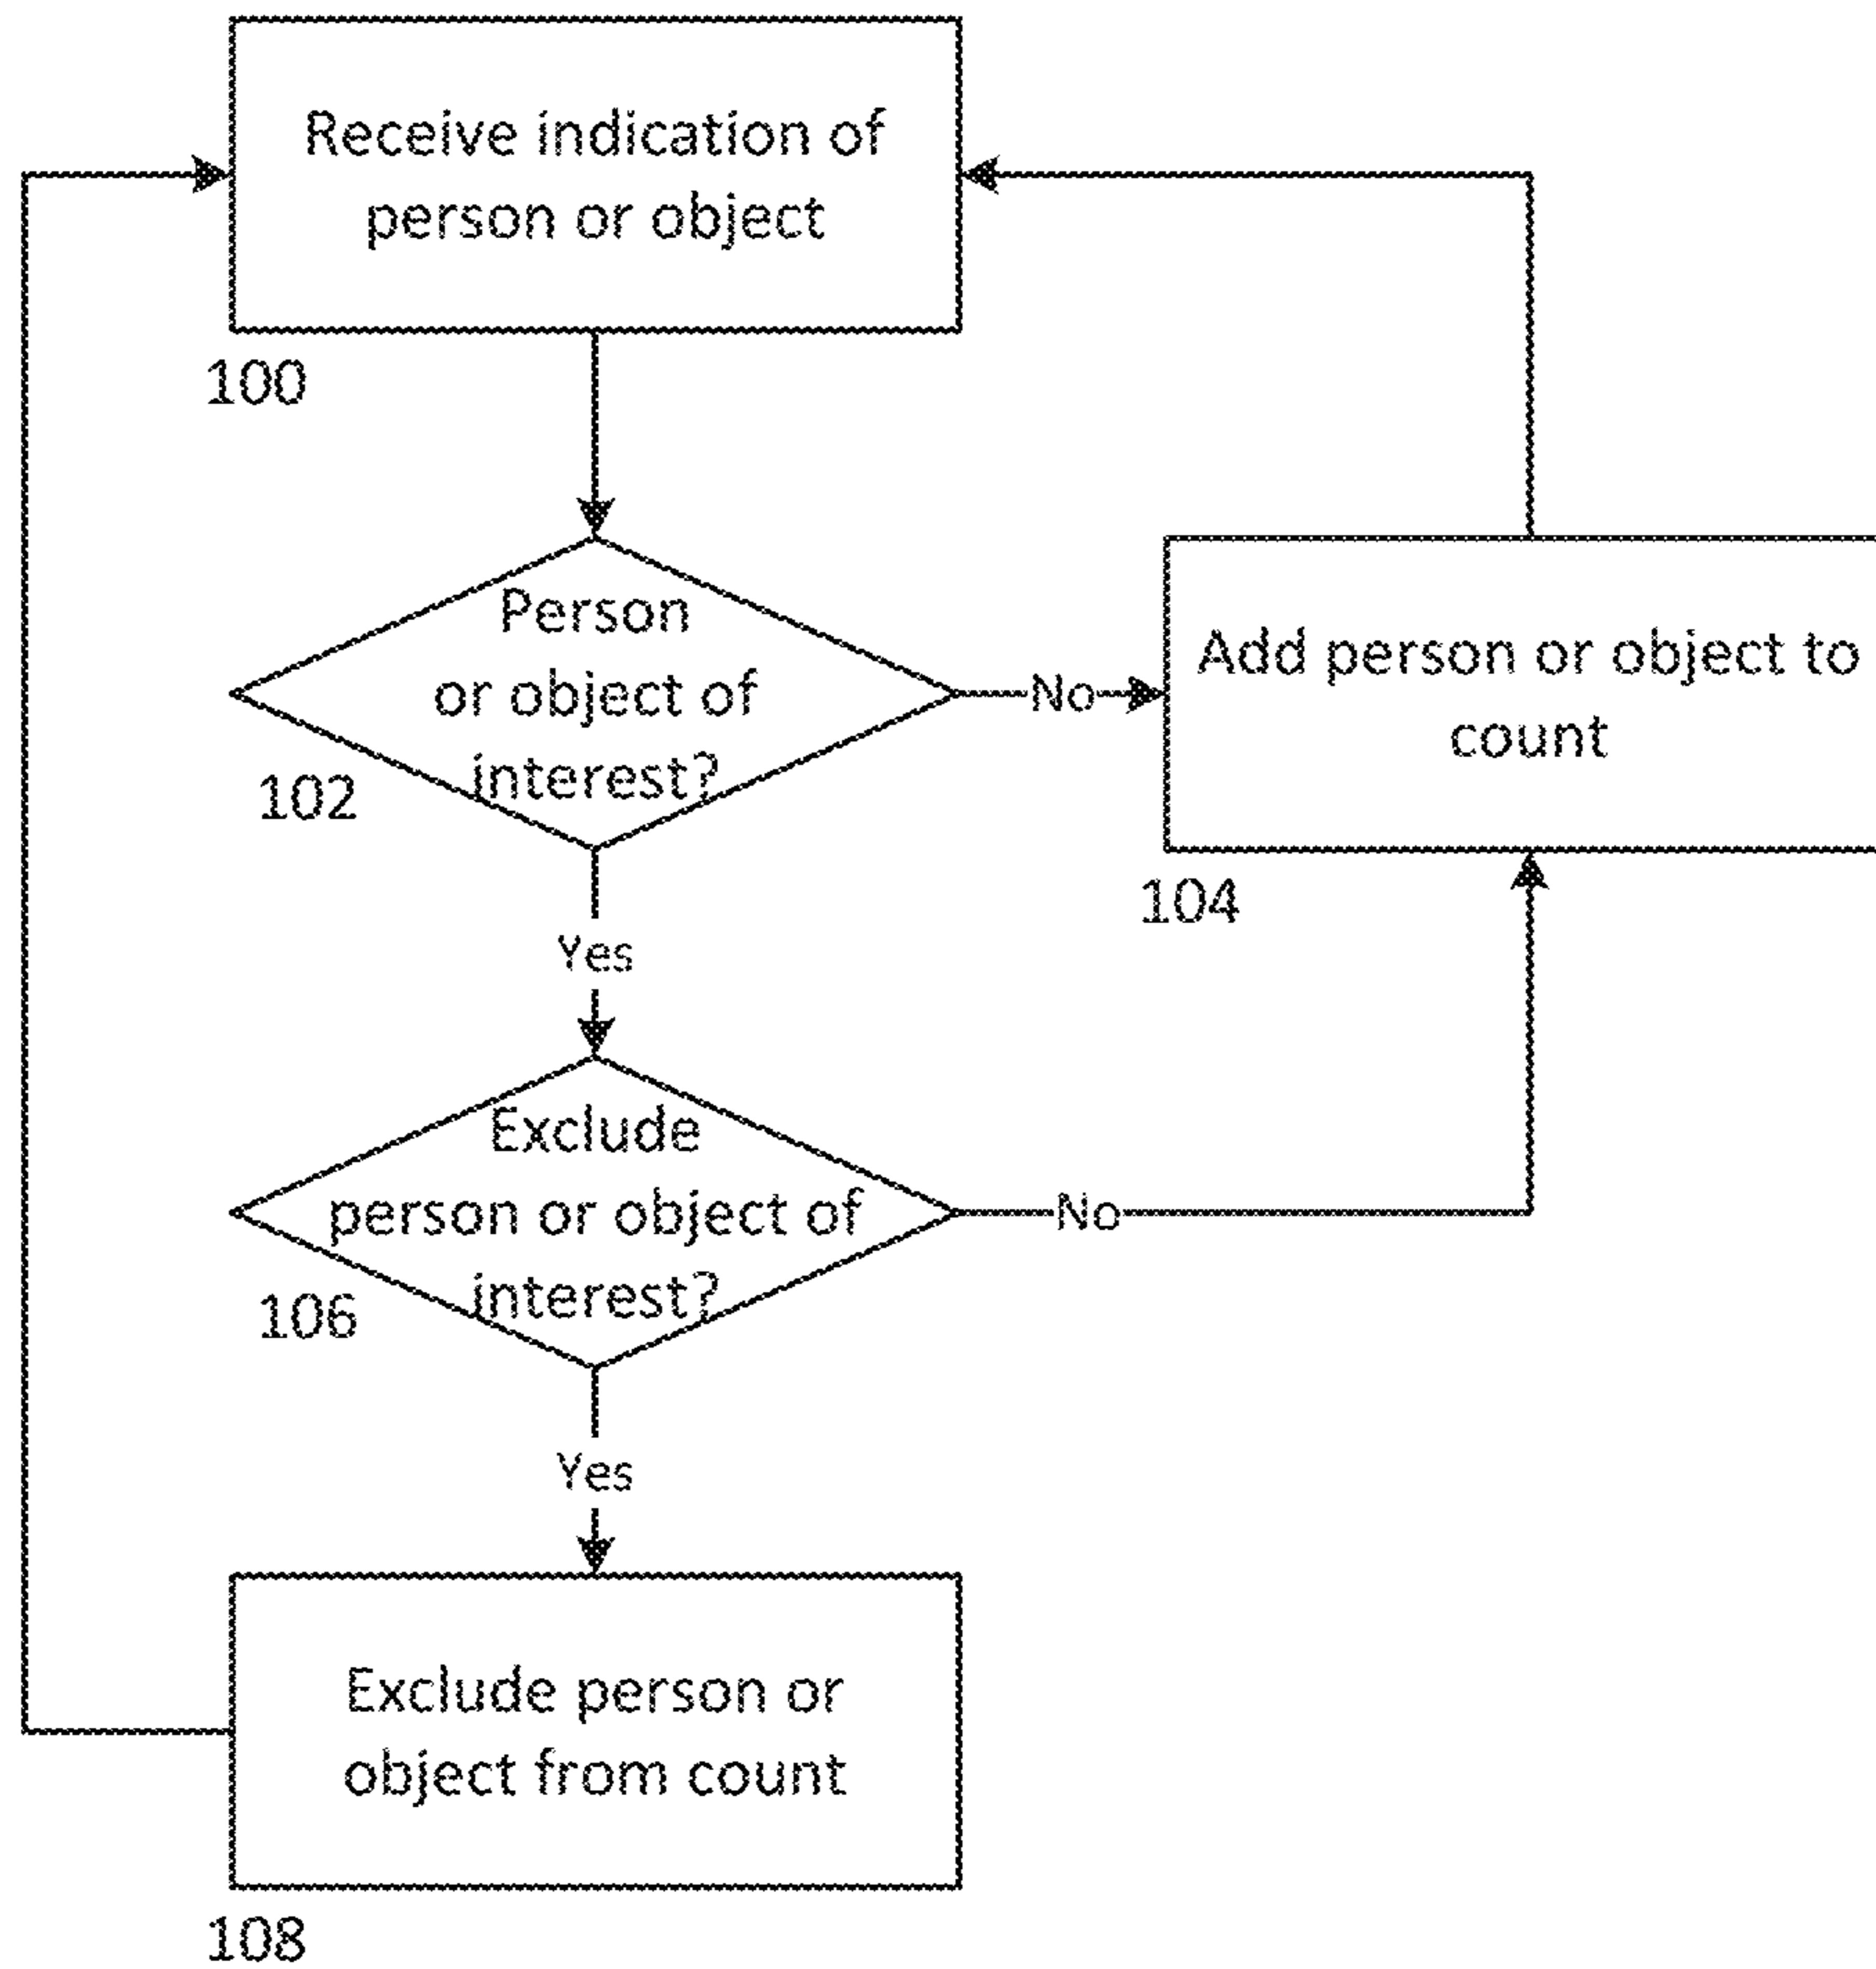 Receive indication of
person or object
100
Person
or object of
interest?
102
No
Add person or object to
count
104
Yes
Exclude
person or object of
interest?
106
No
Yes
Exclude person or
object from count
108